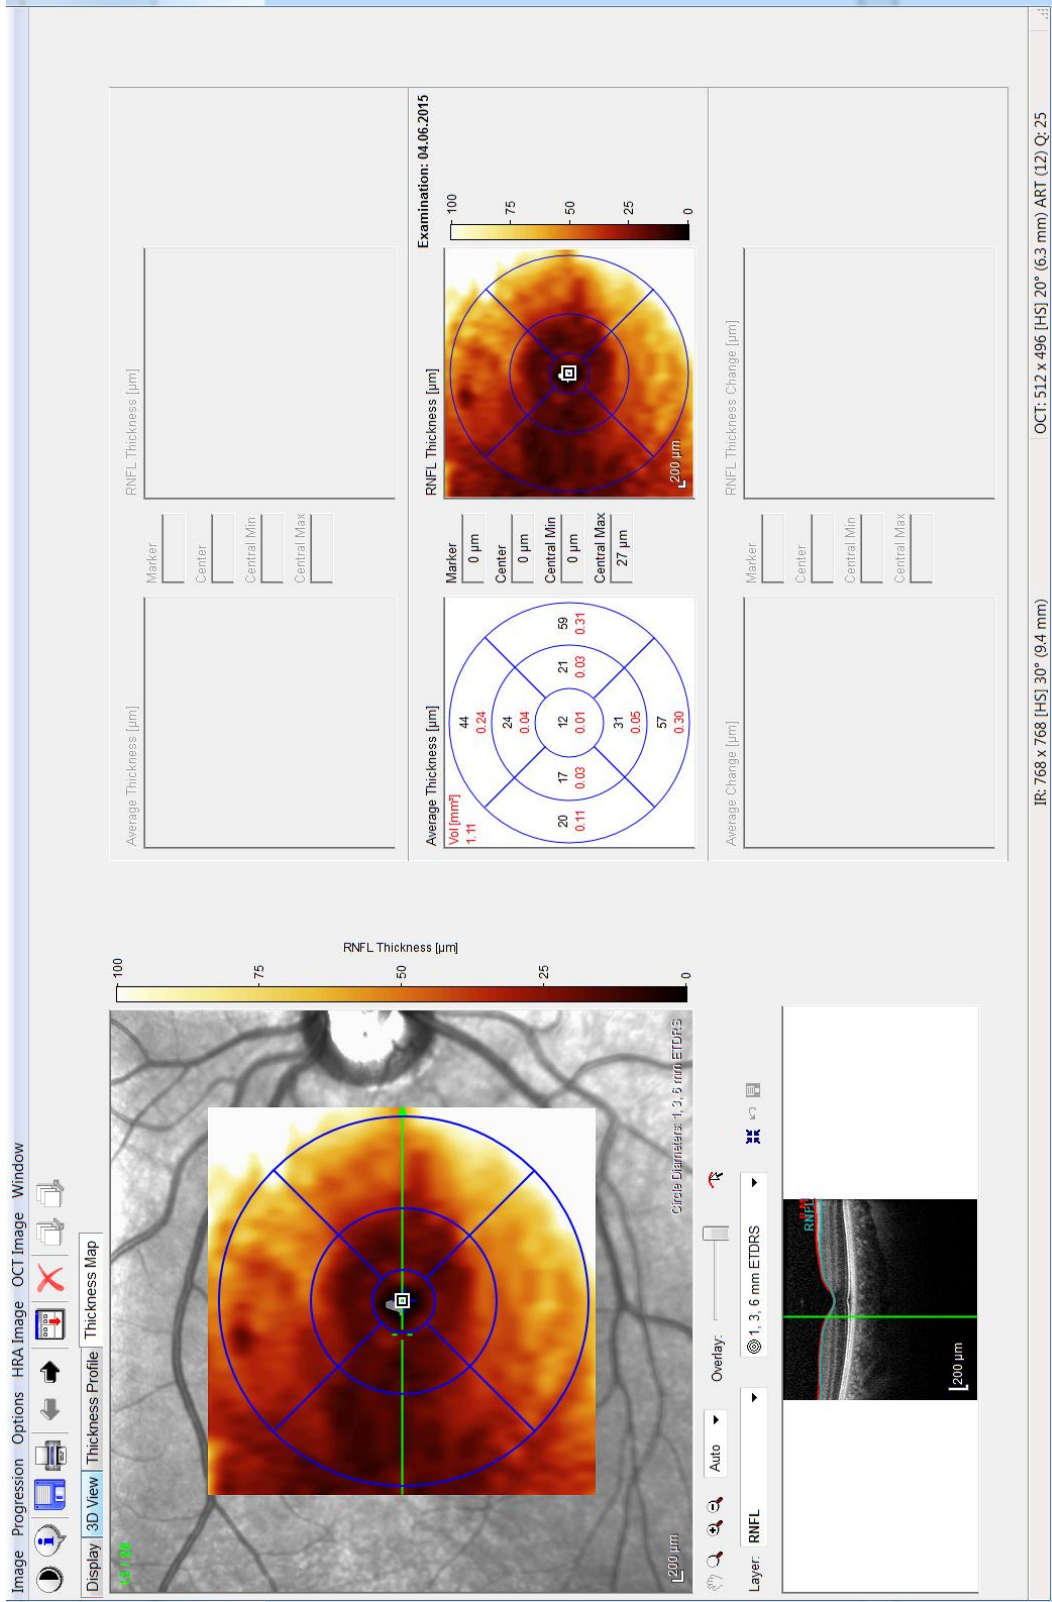 Image Progression Options HRA Image OCT Image Window
Display 3D View Thickness Profile Thickness Map
200 µm
Circle Diameters: 1, 3, 6 mm ETDRS
100
75
50
25
0
RNFL Thickness [µm]
Auto
Overlay:
Layer: RNFL
1, 3, 6 mm ETDRS
RNFL
200 µm
Average Thickness [µm]
Marker
Center
Central Min
Central Max
RNFL Thickness [µm]
Examination: 04.06.2015
Average Thickness [µm]
Vol [mm³]
1.11
44
0.24
24
0.04
20
0.11
17
0.03
12
0.01
21
0.03
59
0.31
31
0.05
57
0.30
Marker
0 µm
Center
0 µm
Central Min
0 µm
Central Max
27 µm
RNFL Thickness [µm]
200 µm
100
75
50
25
0
Average Change [µm]
Marker
Center
Central Min
Central Max
RNFL Thickness Change [µm]
IR: 768 x 768 [HS] 30° (9.4 mm)
OCT: 512 x 496 [HS] 20° (6.3 mm) ART (12) Q: 25